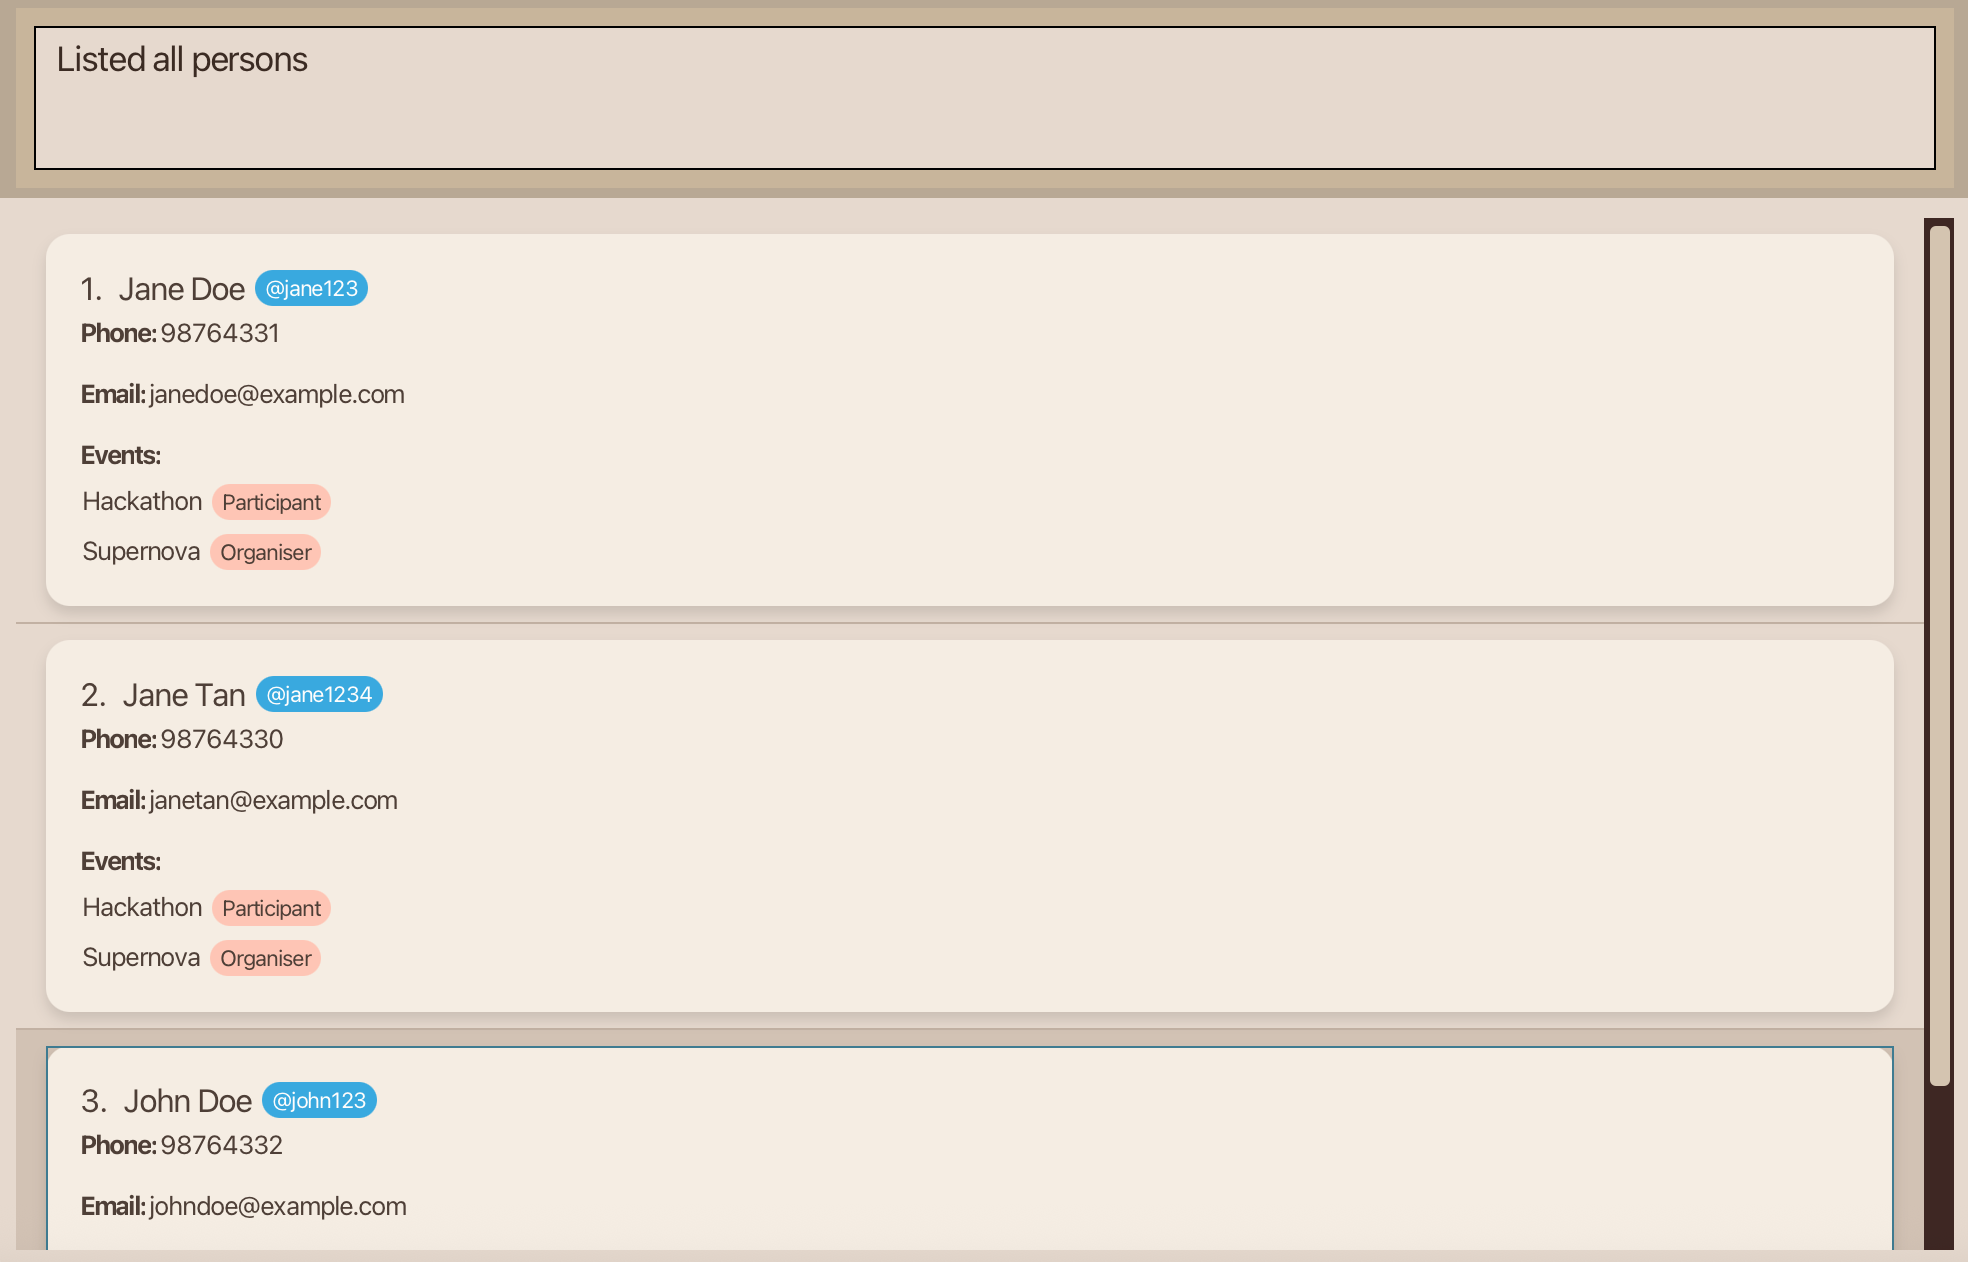 Listed all persons
1. Jane Doe @jane123
Phone: 98764331
Email: janedoe@example.com
Events:
Hackathon Participant
Supernova Organiser
2. Jane Tan @jane1234
Phone: 98764330
Email: janetan@example.com
Events:
Hackathon Participant
Supernova Organiser
3. John Doe @john123
Phone: 98764332
Email: johndoe@example.com